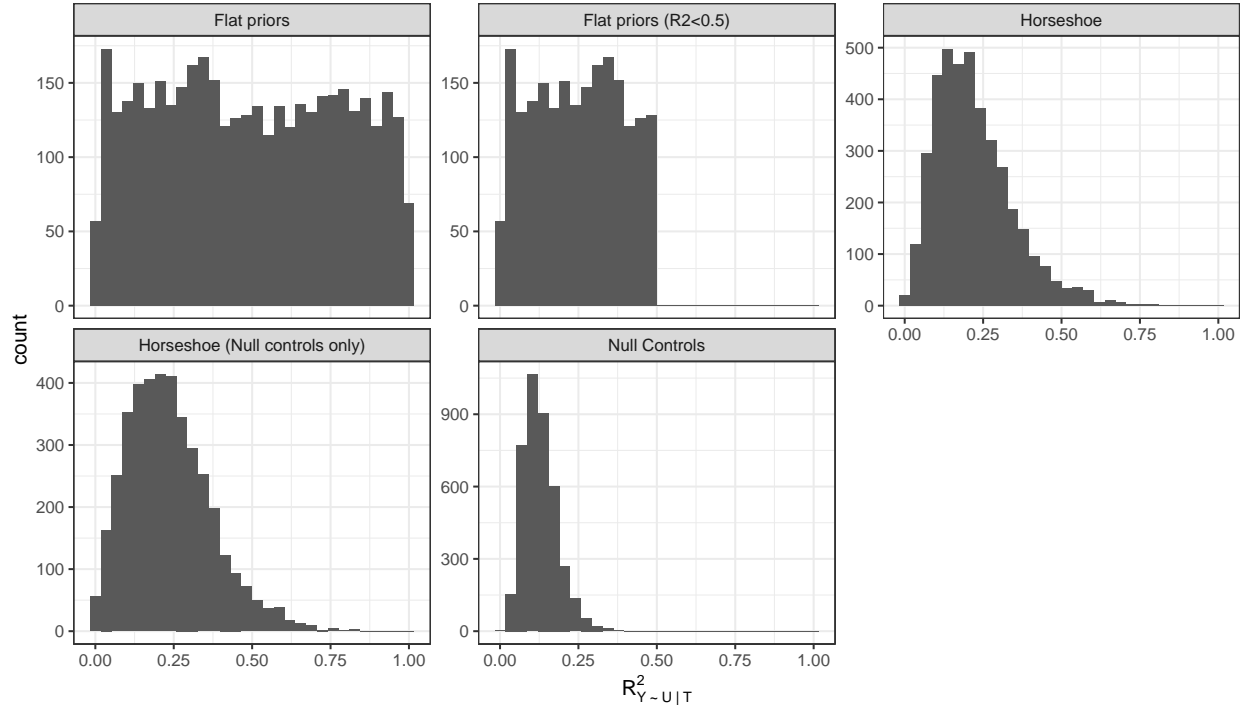 Flat priors
Flat priors (R2<0.5)
Horseshoe
150
100
50
0
150
100
50
0
500
400
300
200
100
0
0.00 0.25 0.50 0.75 1.00
count
Horseshoe (Null controls only)
Null Controls
400
300
200
100
0
900
600
300
0
0.00 0.25 0.50 0.75 1.00
0.00 0.25 0.50 0.75 1.00
R²Y ~ U | T